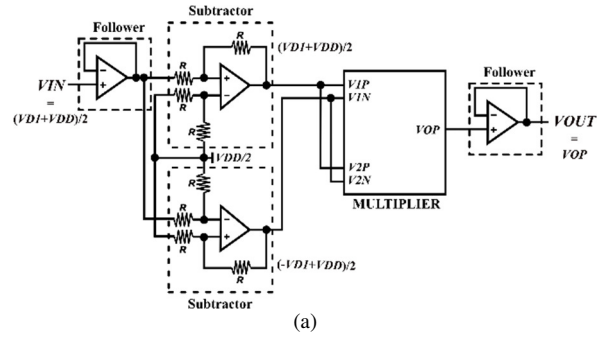 Subtractor
Follower
R
(VD1+VDD)/2
VIN
=
(VD1+VDD)/2
R
R
R
VDD/2
R
R
R
R
(-VD1+VDD)/2
Subtractor
V1P
V1N
VOP
V2P
V2N
MULTIPLIER
Follower
VOUT
=
VOP
(a)